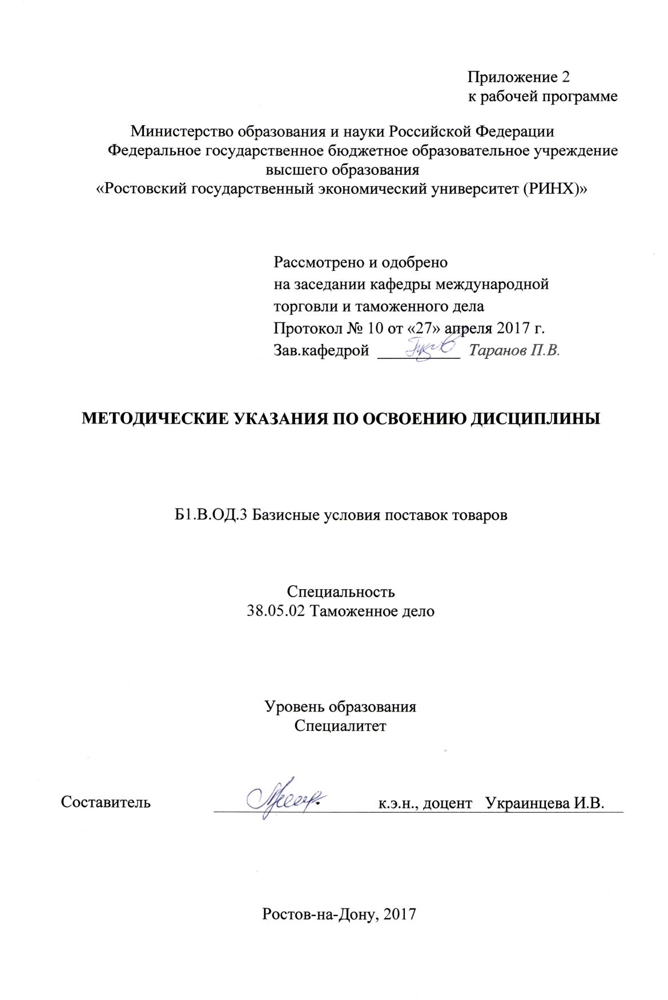 Приложение 2
к рабочей программе
Министерство образования и науки Российской Федерации
Федеральное государственное бюджетное образовательное учреждение
высшего образования
«Ростовский государственный экономический университет (РИНХ)»
Рассмотрено и одобрено
на заседании кафедры международной
торговли и таможенного дела
Протокол № 10 от «27» апреля 2017 г.
Зав.кафедрой ___________ Таранов П.В.
МЕТОДИЧЕСКИЕ УКАЗАНИЯ ПО ОСВОЕНИЮ ДИСЦИПЛИНЫ
Б1.В.ОД.3 Базисные условия поставок товаров
Специальность
38.05.02 Таможенное дело
Уровень образования
Специалитет
Составитель к.э.н., доцент Украинцева И.В.
Ростов-на-Дону, 2017